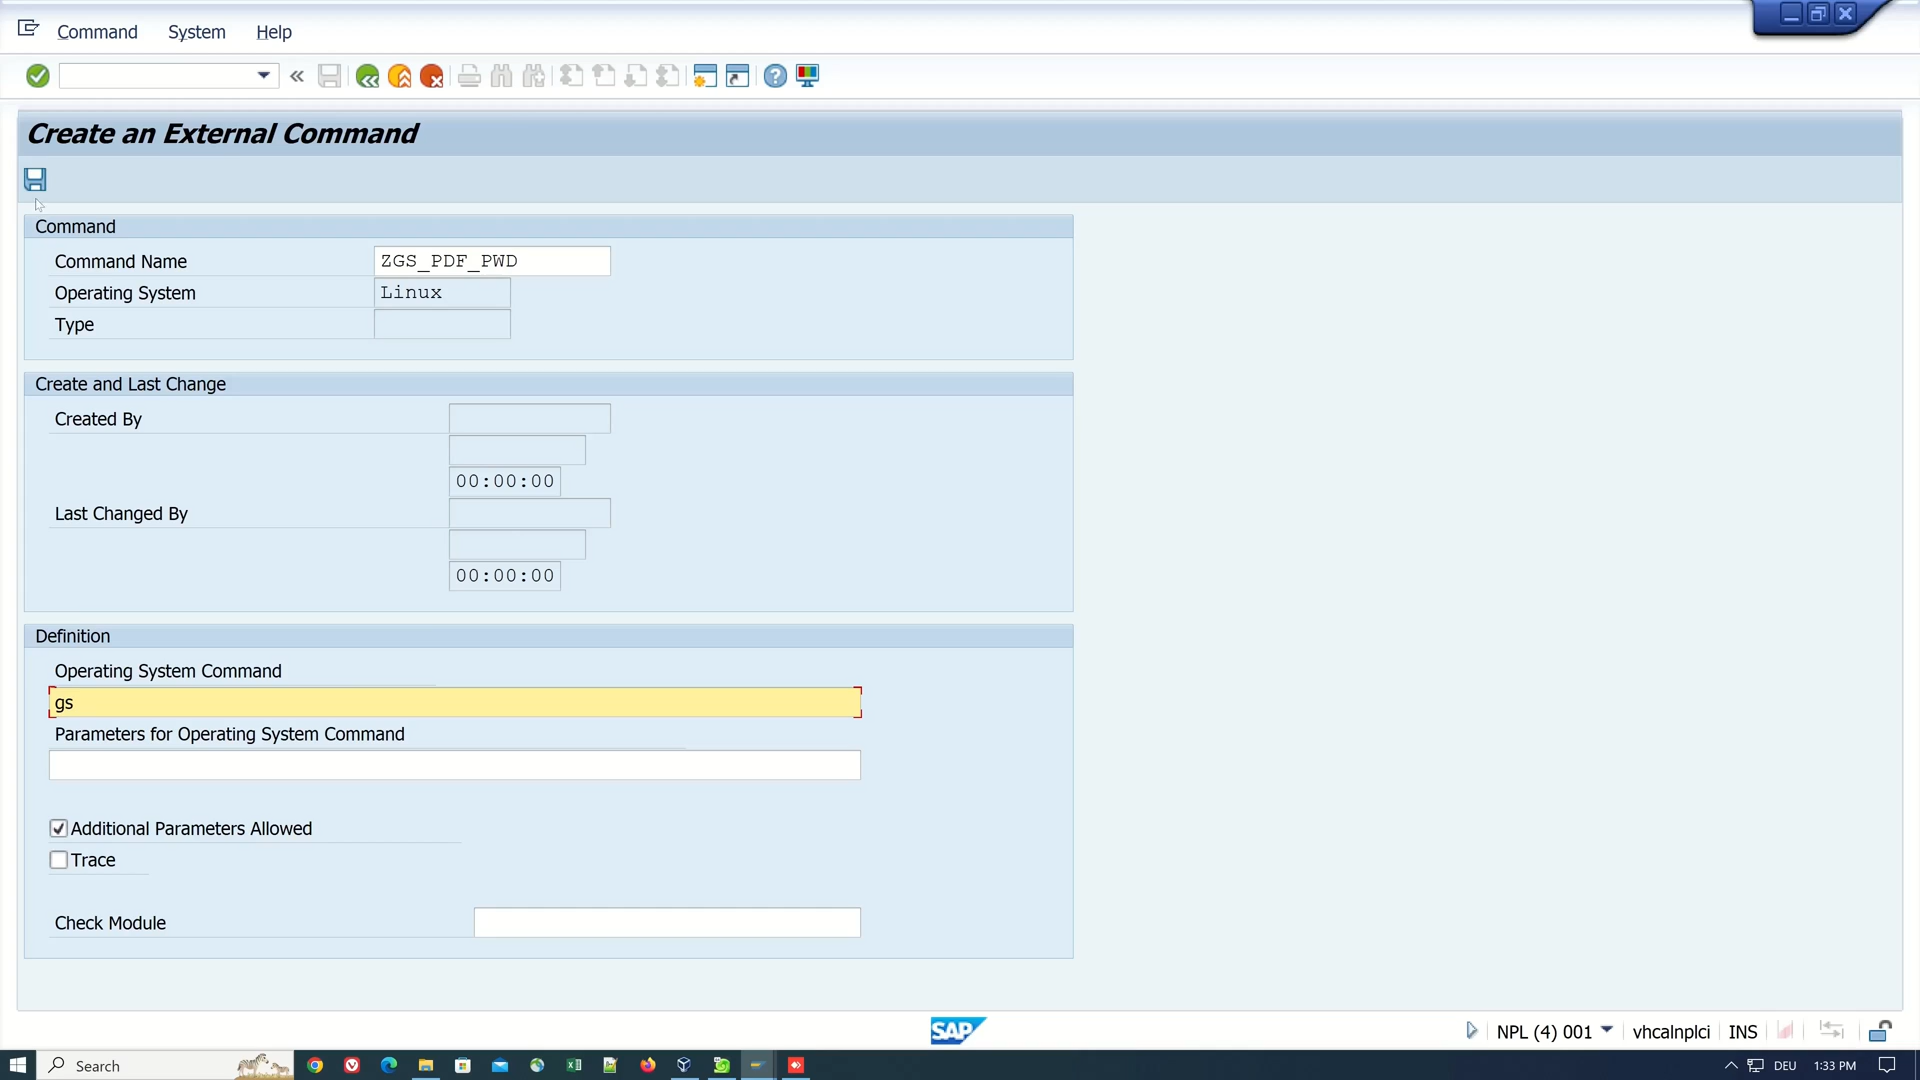 Command System Help
Create an External Command
Command
Command Name ZGS_PDF_PWD
Operating System Linux
Type
Create and Last Change
Created By
00:00:00
Last Changed By
00:00:00
Definition
Operating System Command
gs
Parameters for Operating System Command
Additional Parameters Allowed
Trace
Check Module
SAP
NPL (4) 001 vhcalnplci INS
Search DEU 1:33 PM